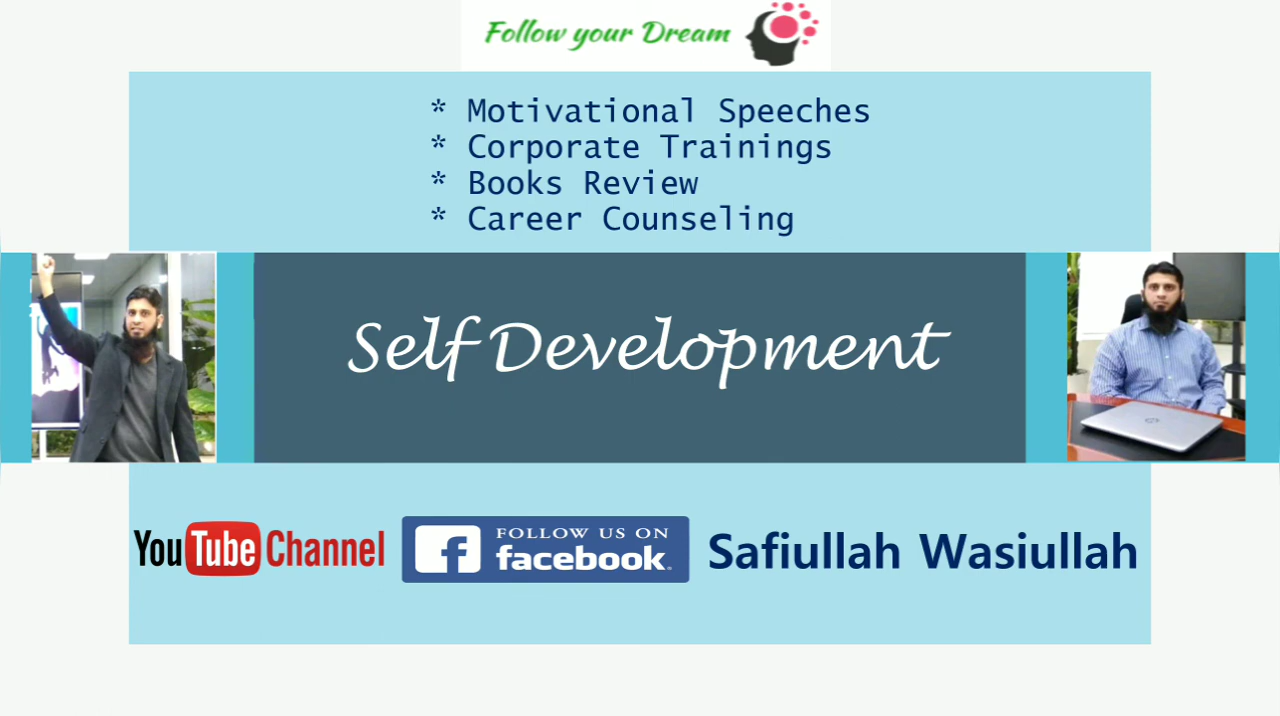 Follow your Dream
* Motivational Speeches
* Corporate Trainings
* Books Review
* Career Counseling
Self Development
YouTube Channel
FOLLOW US ON
facebook.
Safiullah Wasiullah